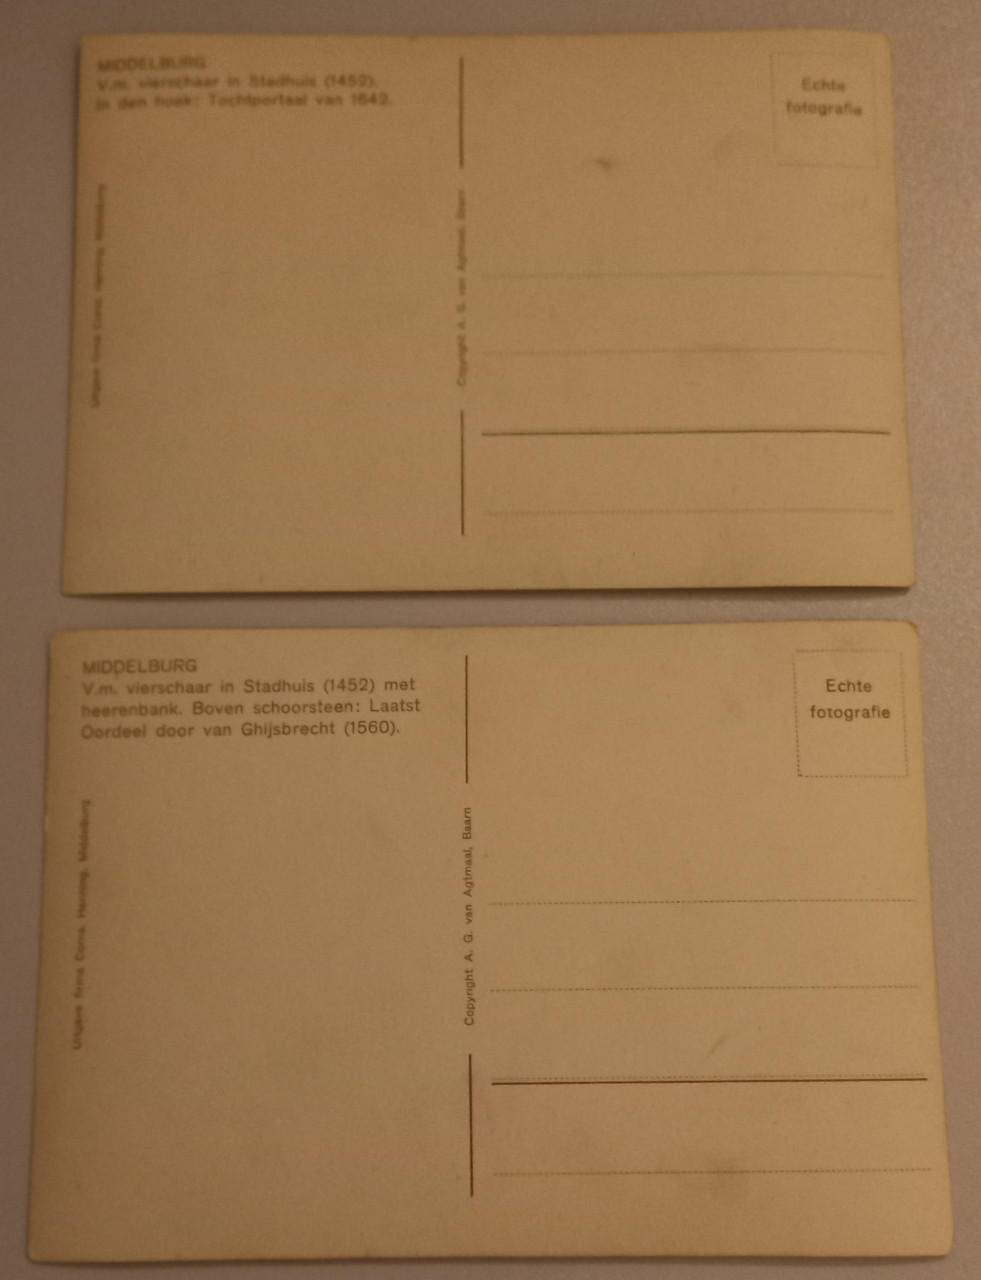 MIDDELBURG
V.m. vierschaar in Stadhuis (1452).
In den hoek: Tochtportaal van 1642.
Echte
fotografie
Uitgave firma Corns. Henning, Middelburg
Copyright A. G. van Agtmaal, Baarn
MIDDELBURG
V.m. vierschaar in Stadhuis (1452) met
heerenbank. Boven schoorsteen: Laatst
Oordeel door van Ghijsbrecht (1560).
Echte
fotografie
Uitgave firma Corns. Henning, Middelburg
Copyright A. G. van Agtmaal, Baarn